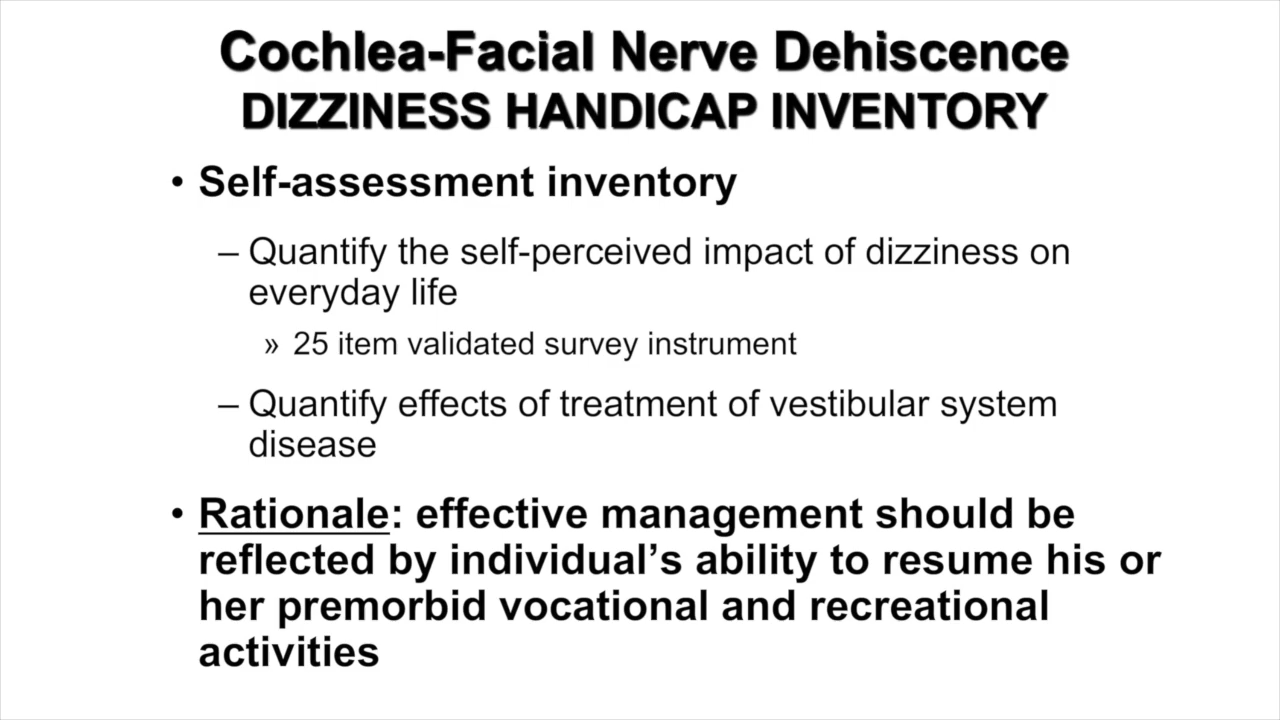 Cochlea-Facial Nerve Dehiscence
DIZZINESS HANDICAP INVENTORY
• Self-assessment inventory
– Quantify the self-perceived impact of dizziness on
everyday life
» 25 item validated survey instrument
– Quantify effects of treatment of vestibular system
disease
• Rationale: effective management should be
reflected by individual’s ability to resume his or
her premorbid vocational and recreational
activities